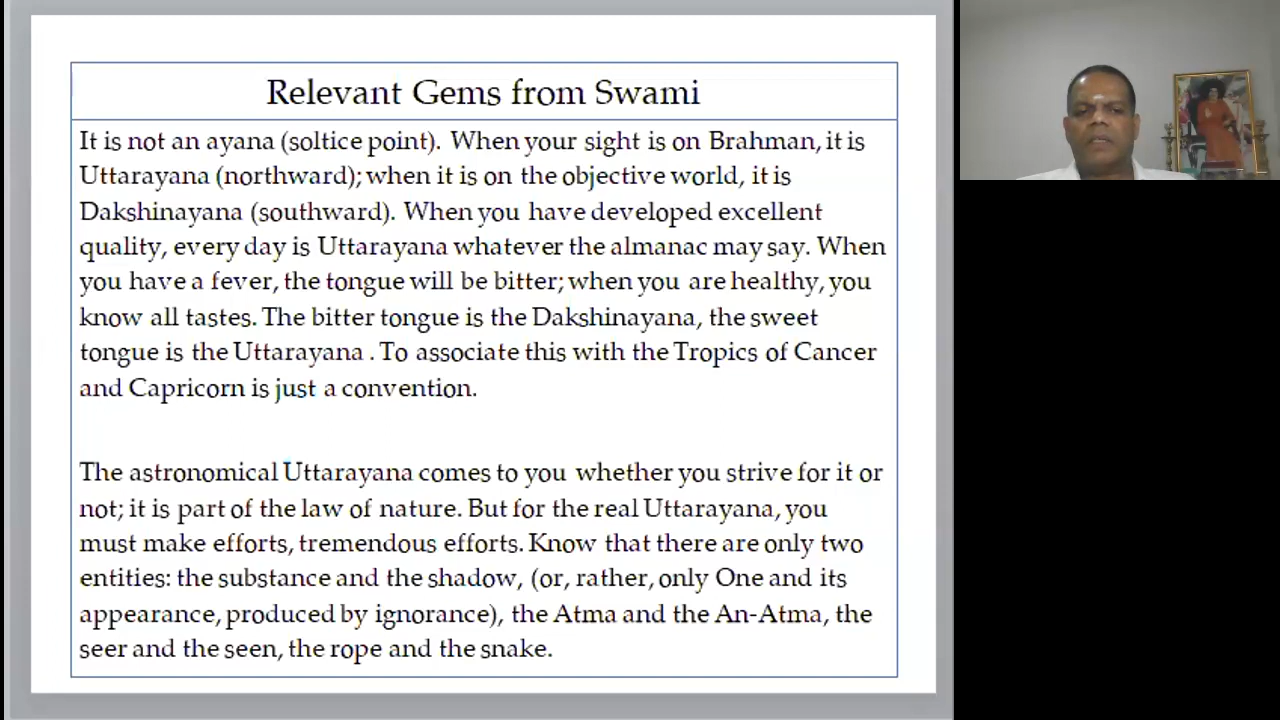 Relevant Gems from Swami
It is not an ayana (soltice point). When your sight is on Brahman, it is
Uttarayana (northward); when it is on the objective world, it is
Dakshinayana (southward). When you have developed excellent
quality, every day is Uttarayana whatever the almanac may say. When
you have a fever, the tongue will be bitter; when you are healthy, you
know all tastes. The bitter tongue is the Dakshinayana, the sweet
tongue is the Uttarayana . To associate this with the Tropics of Cancer
and Capricorn is just a convention.
The astronomical Uttarayana comes to you whether you strive for it or
not; it is part of the law of nature. But for the real Uttarayana, you
must make efforts, tremendous efforts. Know that there are only two
entities: the substance and the shadow, (or, rather, only One and its
appearance, produced by ignorance), the Atma and the An-Atma, the
seer and the seen, the rope and the snake.